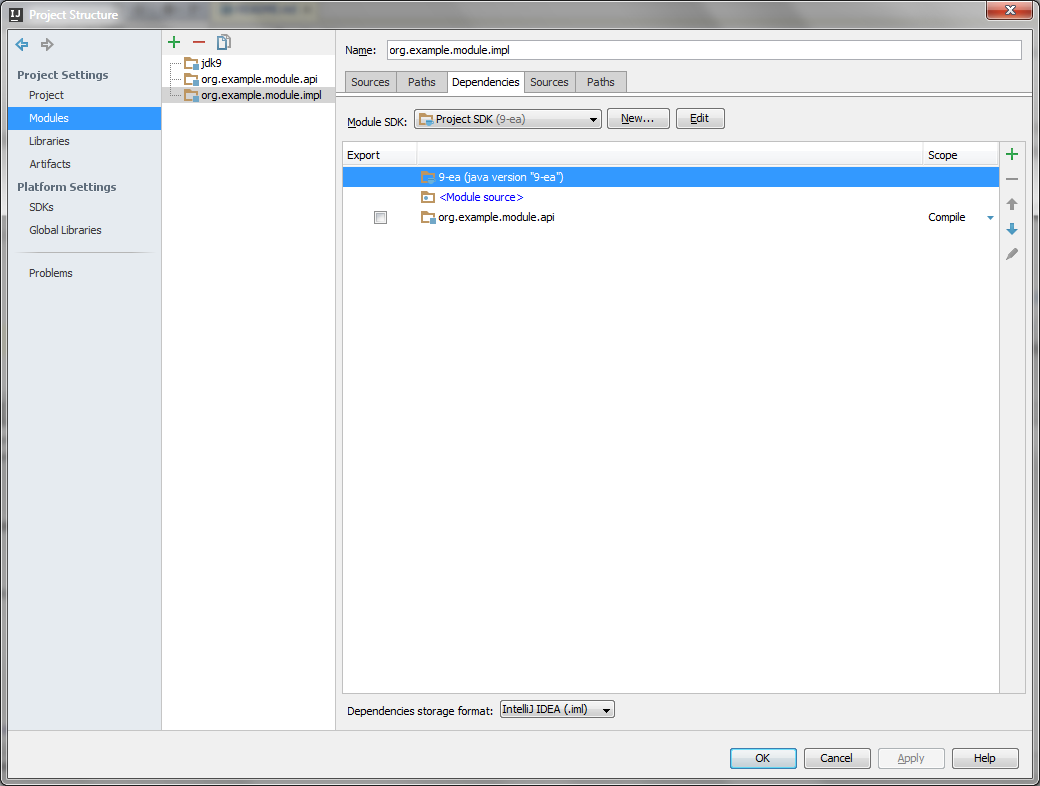 Project Structure
Project Settings
Project
Modules
Libraries
Artifacts
Platform Settings
SDKs
Global Libraries
Problems
jdk9
org.example.module.api
org.example.module.impl
Name: org.example.module.impl
Sources Paths Dependencies Sources Paths
Module SDK: Project SDK (9-ea) New... Edit
Export Scope
9-ea (java version "9-ea")
<Module source>
org.example.module.api Compile
Dependencies storage format: IntelliJ IDEA (.iml)
OK Cancel Apply Help